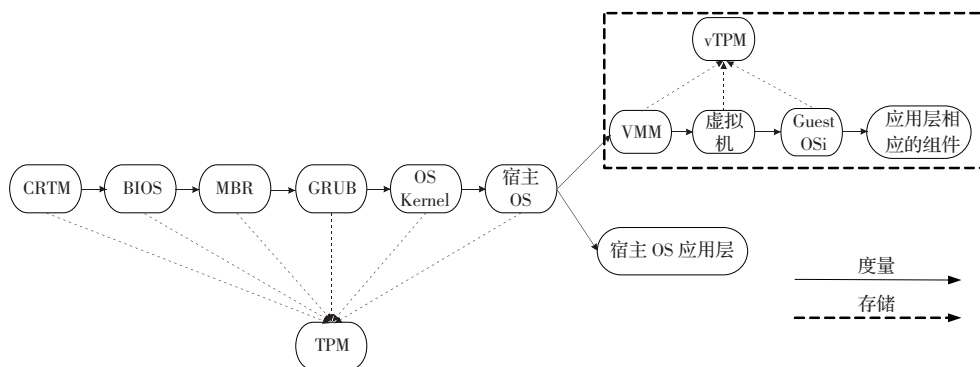 vTPM
VMM
虚拟
机
Guest
OSi
应用层相
应的组件
CRTM
BIOS
MBR
GRUB
OS
Kernel
宿主
OS
宿主 OS 应用层
度量
存储
TPM